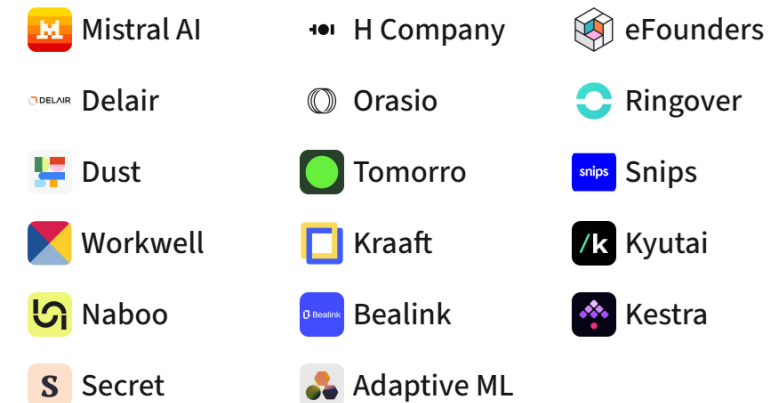 Mistral AI
H Company
eFounders
DELAIR Delair
Orasio
Ringover
Dust
Tomorro
snips Snips
Workwell
Kraaft
/k Kyutai
Naboo
Bealink Bealink
Kestra
S Secret
Adaptive ML